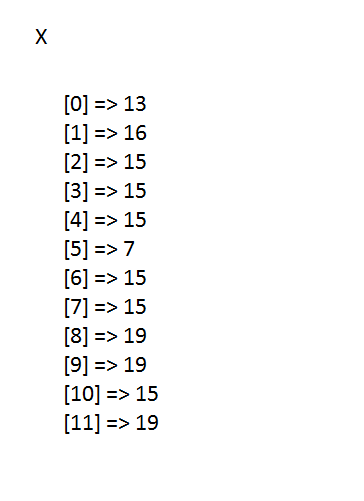 X
[0] => 13
[1] => 16
[2] => 15
[3] => 15
[4] => 15
[5] => 7
[6] => 15
[7] => 15
[8] => 19
[9] => 19
[10] => 15
[11] => 19